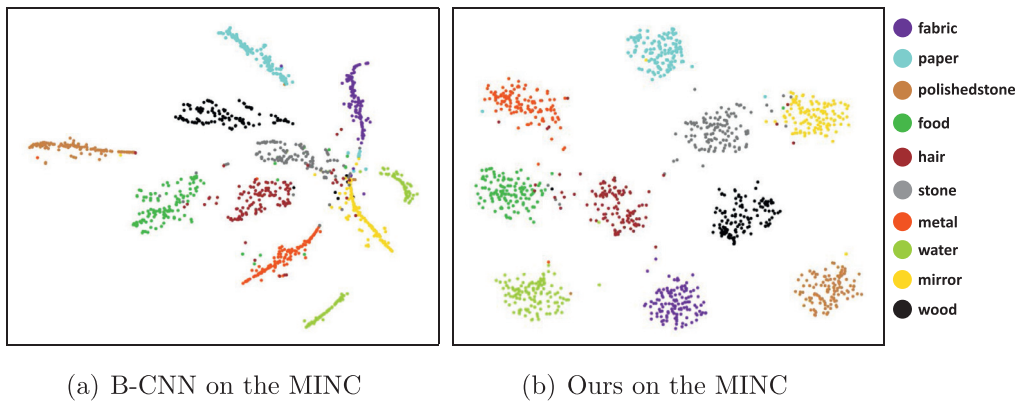 fabric
paper
polishedstone
food
hair
stone
metal
water
mirror
wood
(a) B-CNN on the MINC
(b) Ours on the MINC